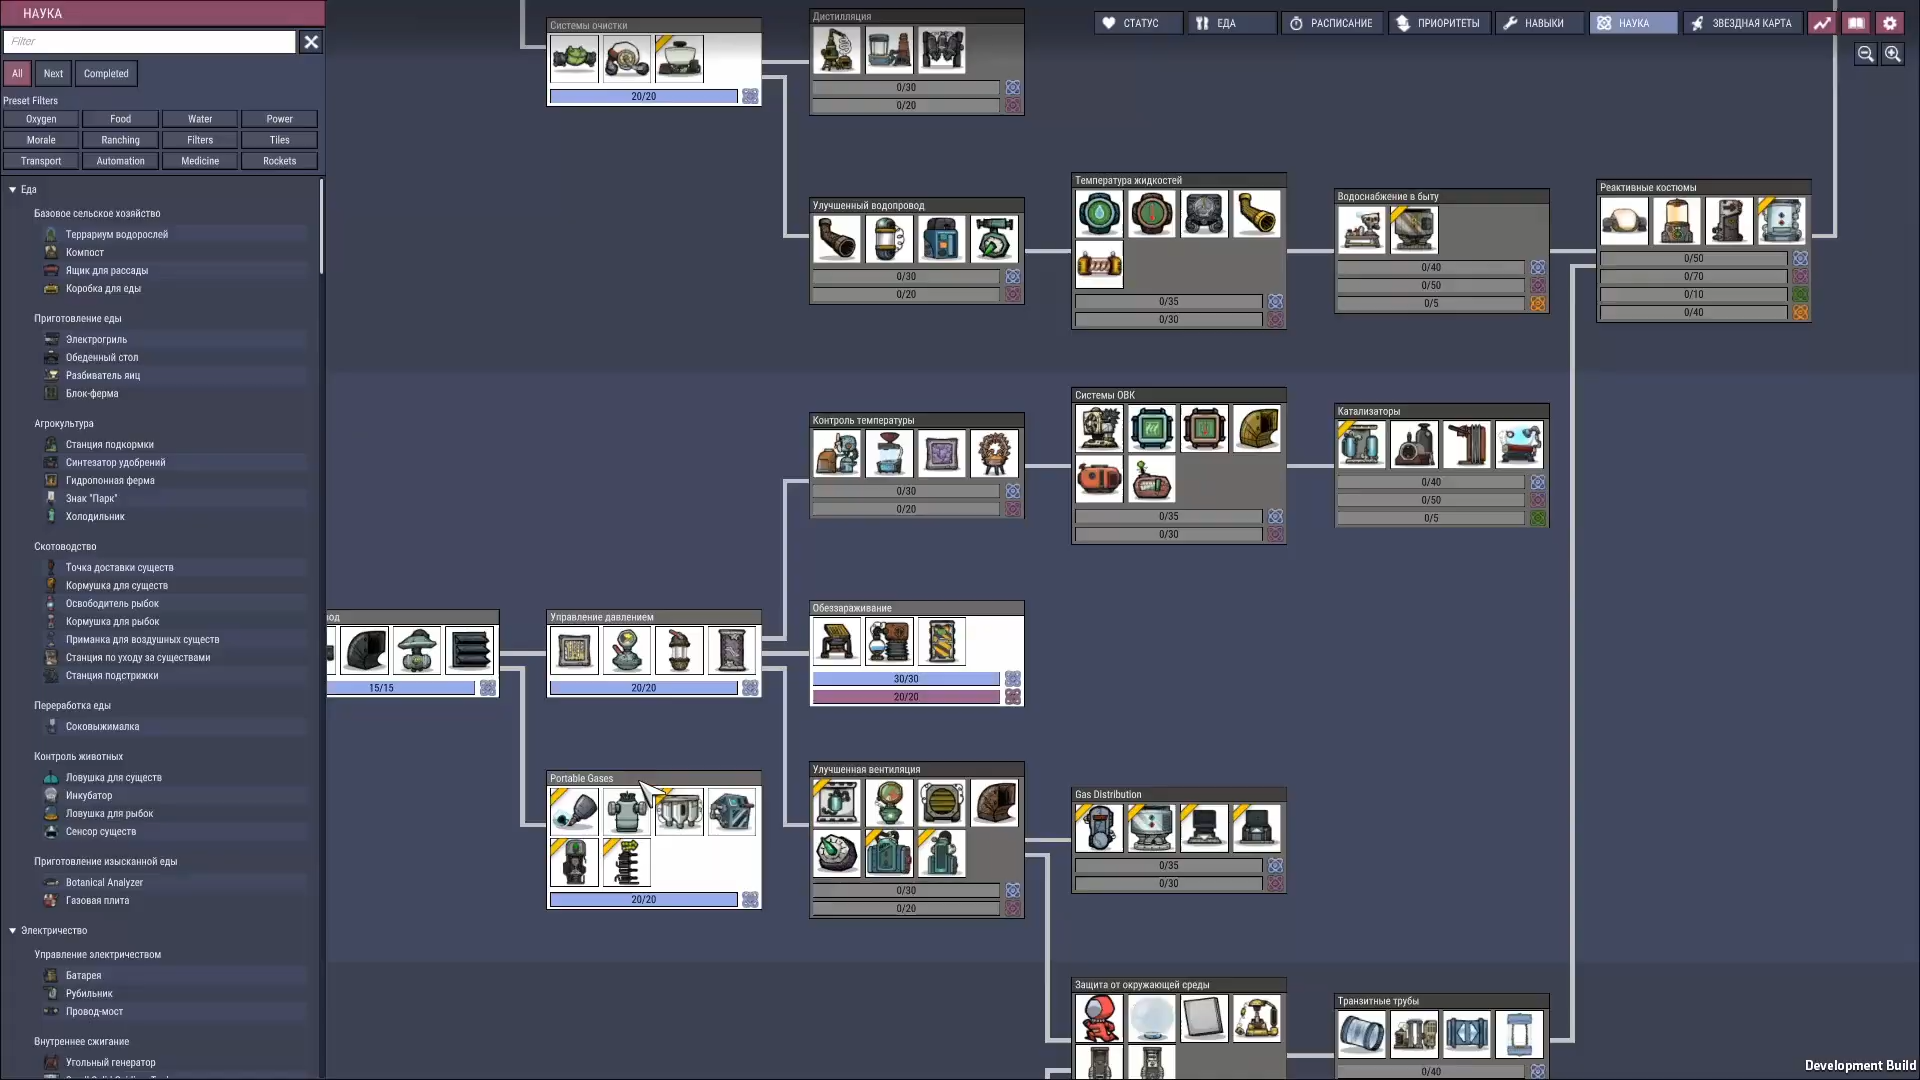 НАУКА
Filter
All
Next
Completed
Preset Filters
Oxygen
Food
Water
Power
Morale
Ranching
Filters
Tiles
Transport
Automation
Medicine
Rockets
Еда
Базовое сельское хозяйство
Террариум водорослей
Компост
Ящик для рассады
Коробка для еды
Приготовление еды
Электрогриль
Обеденный стол
Разбиватель яиц
Блок-ферма
Агрокультура
Станция подкормки
Синтезатор удобрений
Гидропонная ферма
Знак "Парк"
Холодильник
Скотоводство
Точка доставки существ
Кормушка для существ
Освободитель рыбок
Кормушка для рыбок
Приманка для воздушных существ
Станция по уходу за существами
Станция подстрижки
Переработка еды
Соковыжималка
Контроль животных
Ловушка для существ
Инкубатор
Ловушка для рыбок
Сенсор существ
Приготовление изысканной еды
Botanical Analyzer
Газовая плита
Электричество
Управление электричеством
Батарея
Рубильник
Провод-мост
Внутреннее сжигание
Угольный генератор
СТАТУС
ЕДА
РАСПИСАНИЕ
ПРИОРИТЕТЫ
НАВЫКИ
НАУКА
ЗВЕЗДНАЯ КАРТА
Системы очистки
20/20
Дистилляция
0/30
0/20
Улучшенный водопровод
0/30
0/20
Температура жидкостей
0/35
0/30
Водоснабжение в быту
0/40
0/50
0/5
Реактивные костюмы
0/50
0/70
0/10
0/40
Контроль температуры
0/30
0/20
Системы ОВК
0/35
0/30
Катализаторы
0/40
0/50
0/5
од
15/15
Управление давлением
20/20
Обеззараживание
30/30
20/20
Portable Gases
20/20
Улучшенная вентиляция
0/30
0/20
Gas Distribution
0/35
0/30
Защита от окружающей среды
Транзитные трубы
0/40
Development Build